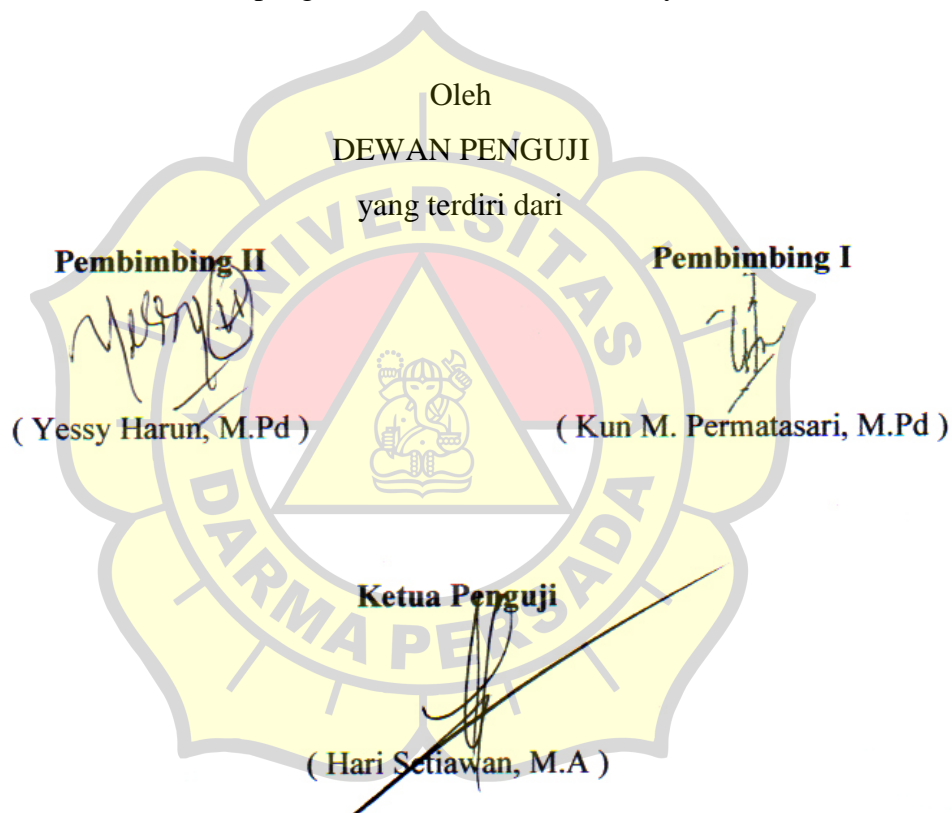 Oleh
DEWAN PENGUJI
yang terdiri dari
Pembimbing II
Pembimbing I
( Yessy Harun, M.Pd )
( Kun M. Permatasari, M.Pd )
Ketua Penguji
( Hari Setiawan, M.A )
UNIVERSITAS
DARMA PERSADA